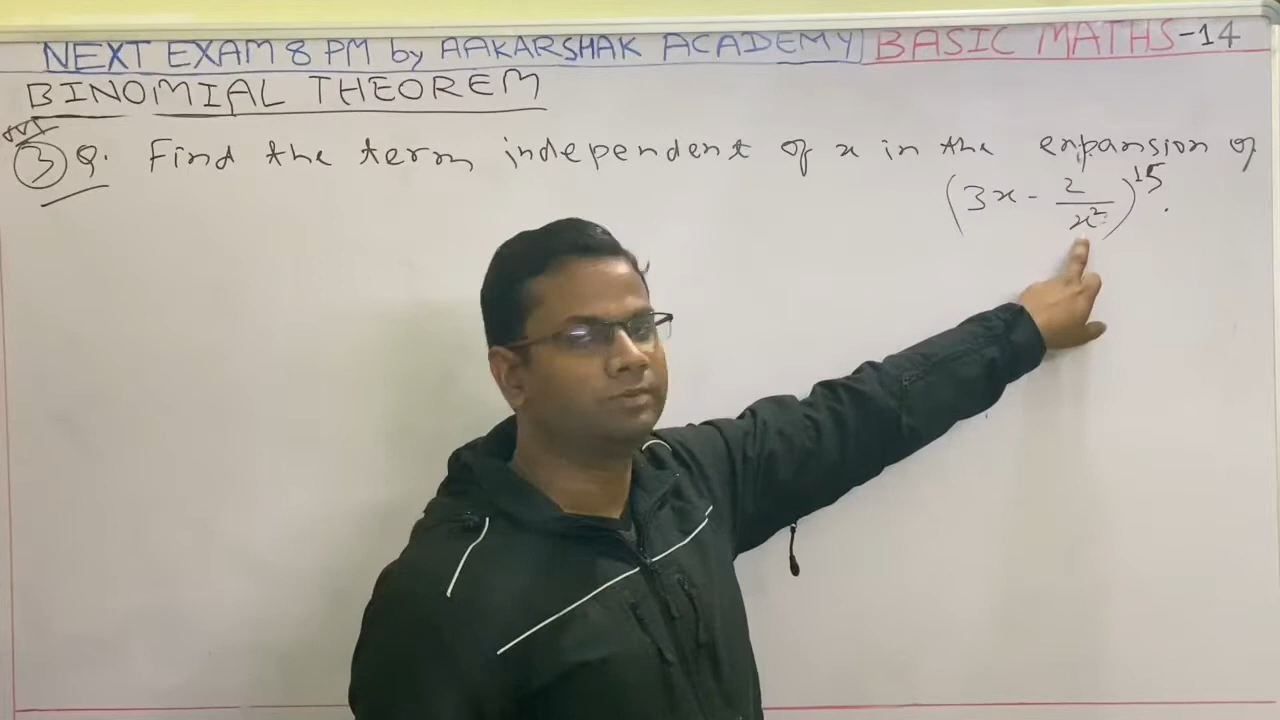 NEXT EXAM 8 PM by AAKARSHAK ACADEMY BASIC MATHS-14
BINOMIAL THEOREM
③ Q. Find the term independent of x in the expansion of
(3x - 2/x²)¹⁵.